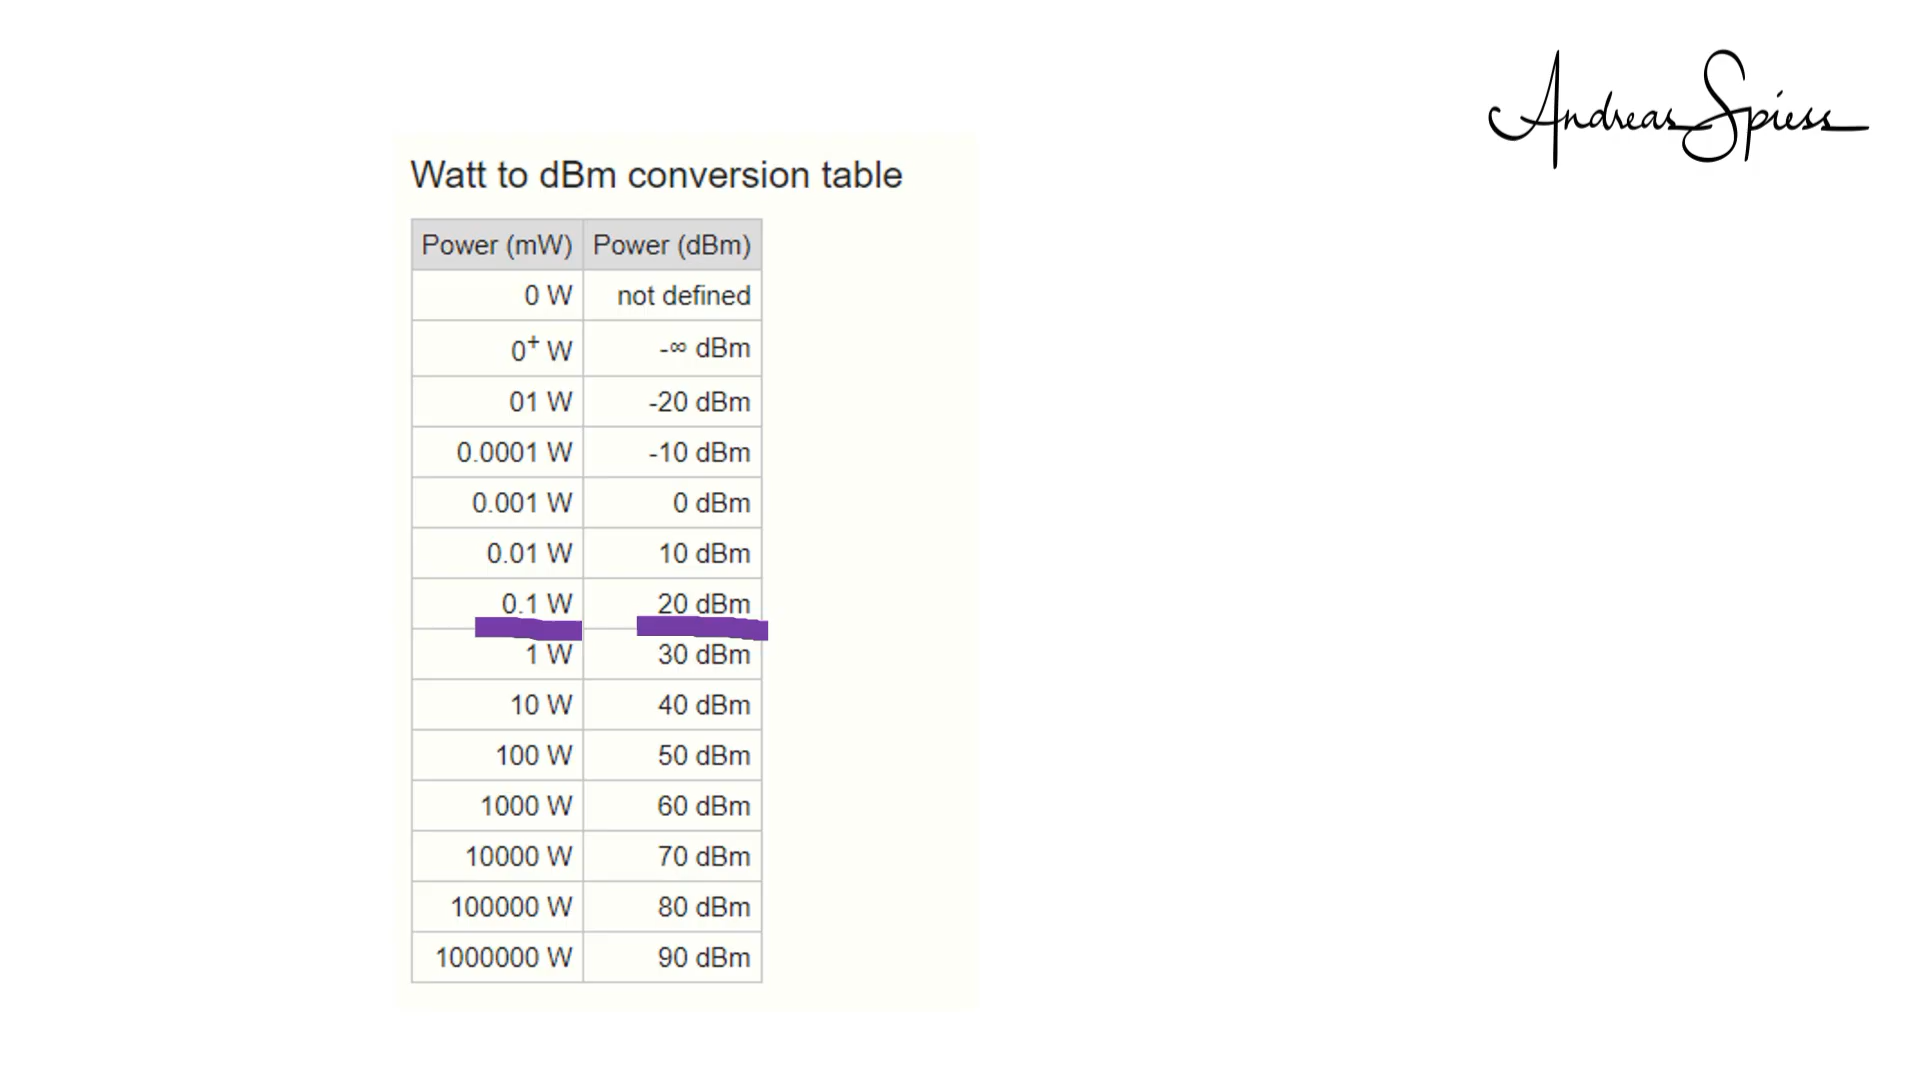 Andreas Spiess
Watt to dBm conversion table
Power (mW) Power (dBm)
0 W not defined
0⁺ W -∞ dBm
01 W -20 dBm
0.0001 W -10 dBm
0.001 W 0 dBm
0.01 W 10 dBm
0.1 W 20 dBm
1 W 30 dBm
10 W 40 dBm
100 W 50 dBm
1000 W 60 dBm
10000 W 70 dBm
100000 W 80 dBm
1000000 W 90 dBm